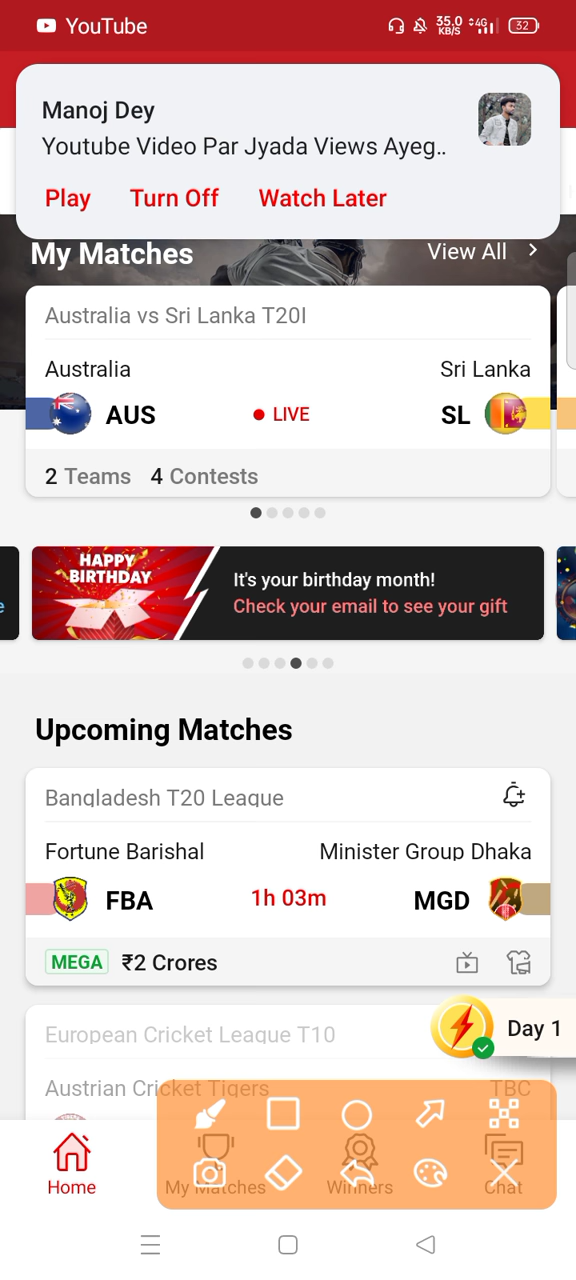 YouTube
35.0
KB/S
4G
32
Manoj Dey
Youtube Video Par Jyada Views Ayeg..
Play Turn Off Watch Later
My Matches View All
Australia vs Sri Lanka T20I
Australia Sri Lanka
AUS LIVE SL
2 Teams 4 Contests
HAPPY
BIRTHDAY
It's your birthday month!
Check your email to see your gift
e
Upcoming Matches
Bangladesh T20 League
Fortune Barishal Minister Group Dhaka
FBA 1h 03m MGD
MEGA ₹2 Crores
European Cricket League T10
Day 1
Austrian Cricket Tigers TBC
Home My Matches Winners Chat